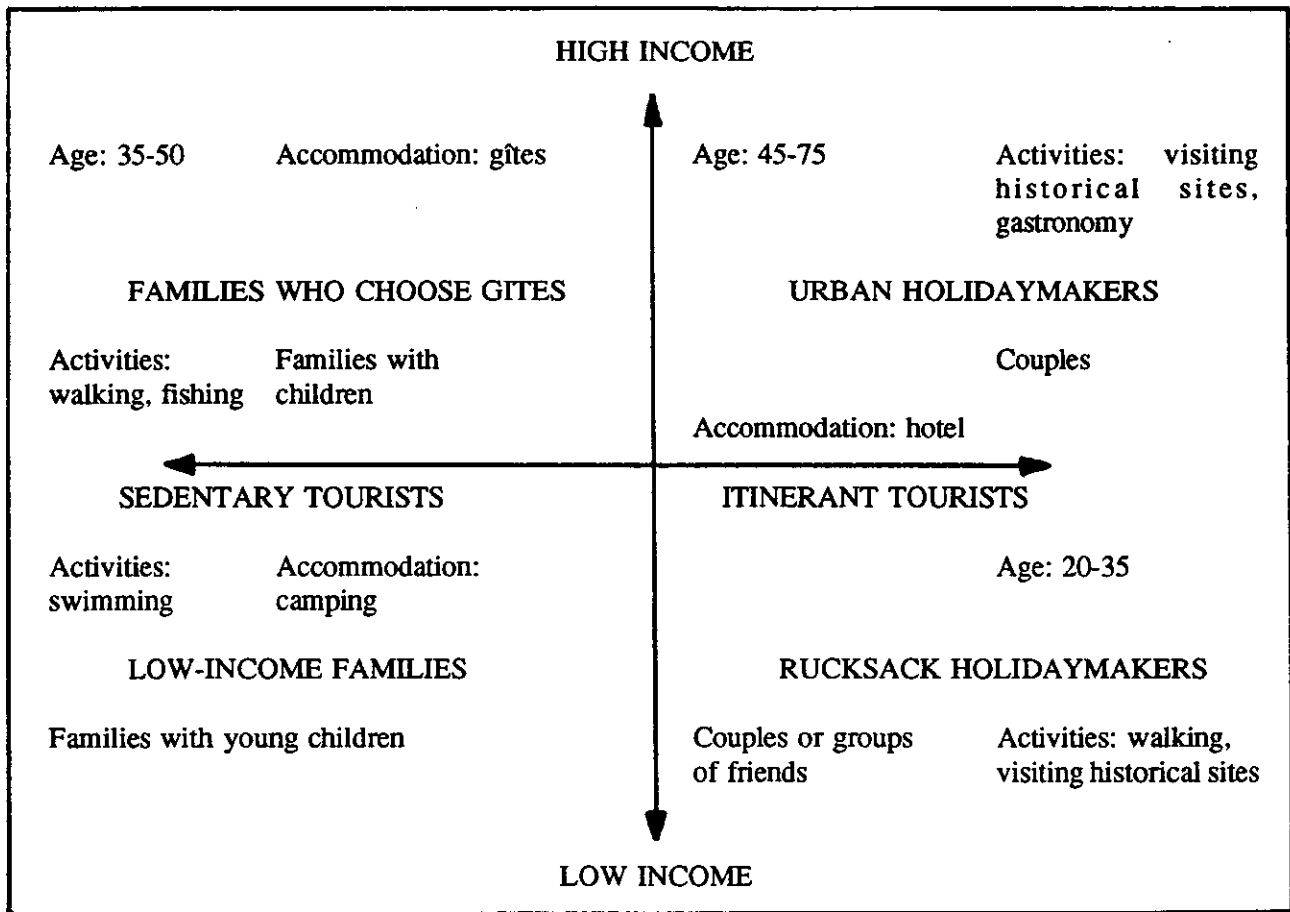 HIGH INCOME
Age: 35-50 Accommodation: gîtes
Age: 45-75 Activities: visiting
historical sites,
gastronomy
FAMILIES WHO CHOOSE GITES
URBAN HOLIDAYMAKERS
Activities: Families with
walking, fishing children
Couples
Accommodation: hotel
SEDENTARY TOURISTS
ITINERANT TOURISTS
Activities: Accommodation:
swimming camping
Age: 20-35
LOW-INCOME FAMILIES
RUCKSACK HOLIDAYMAKERS
Families with young children
Couples or groups Activities: walking,
of friends visiting historical sites
LOW INCOME